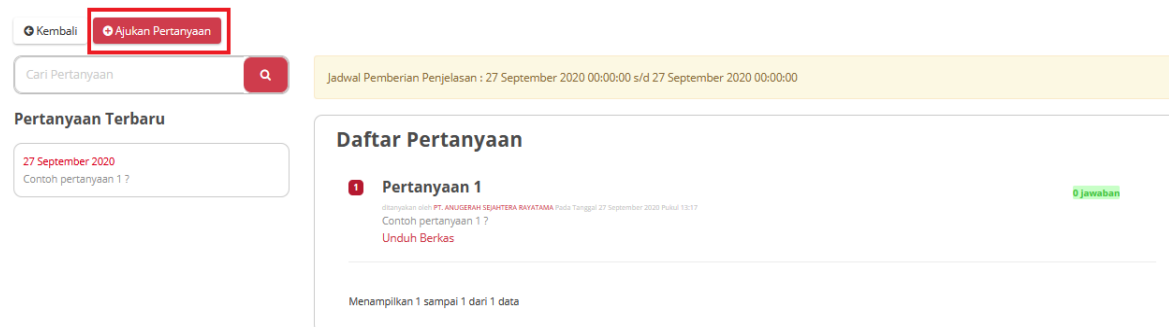 Kembali
Ajukan Pertanyaan
Cari Pertanyaan
Jadwal Pemberian Penjelasan : 27 September 2020 00:00:00 s/d 27 September 2020 00:00:00
Pertanyaan Terbaru
27 September 2020
Contoh pertanyaan 1 ?
Daftar Pertanyaan
1
Pertanyaan 1
0 jawaban
ditanyakan oleh PT. ANUGERAH SEJAHTERA RAYATAMA Pada Tanggal 27 September 2020 Pukul 13:17
Contoh pertanyaan 1 ?
Unduh Berkas
Menampilkan 1 sampai 1 dari 1 data